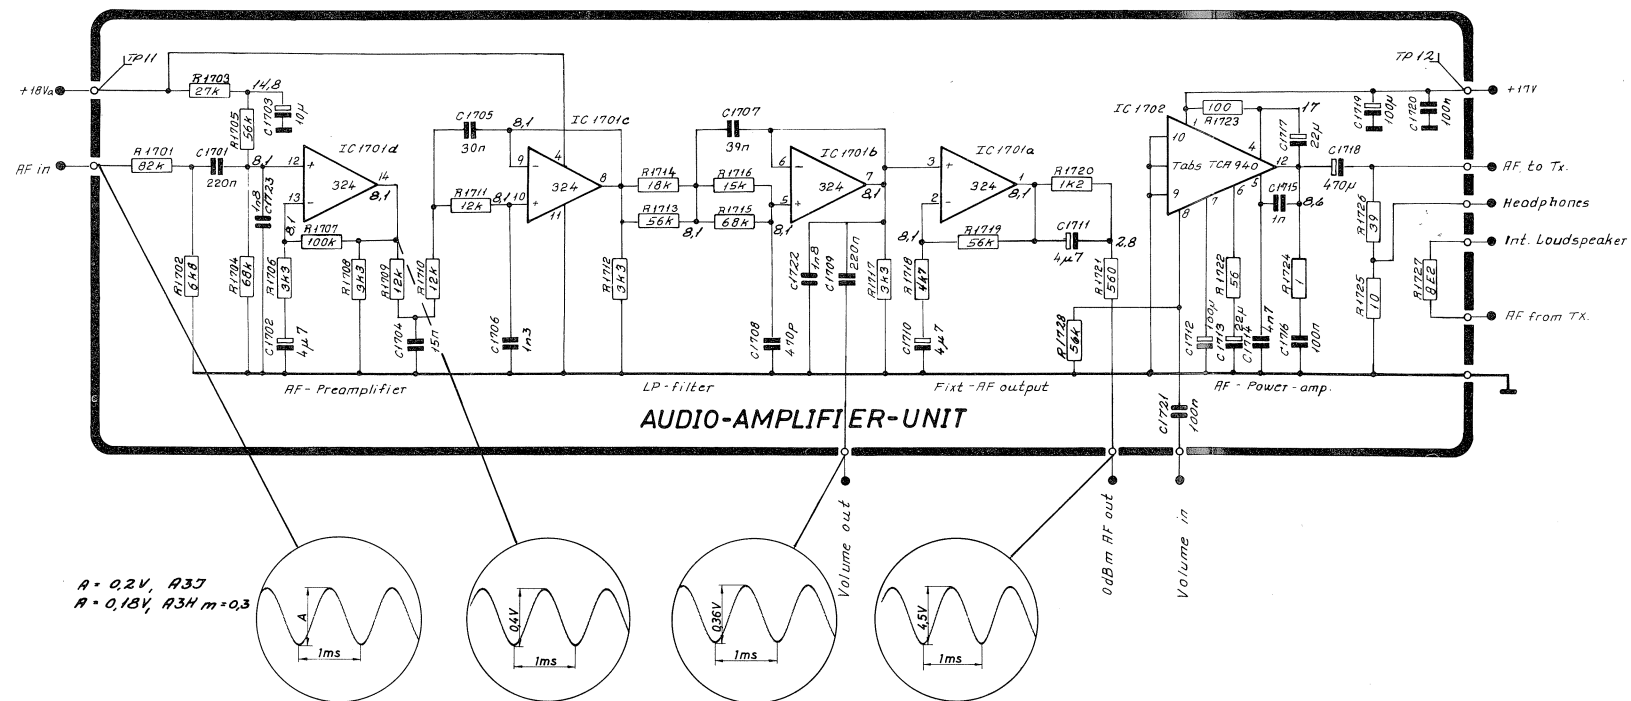 TP11
TP12
+18Va
R1703
27k
14,8
C1703
10µ
R1705
56k
AF in
R1701
82k
C1701
220n
8,1
1n8
C1723
12
13
IC1701d
324
14
8,1
8,1
R1707
100k
R1702
6k8
R1704
68k
R1706
3k3
C1702
4µ7
R1708
3k3
R1709
12k
R1710
12k
C1704
15n
C1705
30n
8,1
R1711
12k
8,1
10
9
4
11
IC1701c
324
8
C1706
1n3
R1714
18k
R1713
56k
R1712
3k3
C1707
39n
R1716
15k
R1715
68k
8,1
6
5
IC1701b
324
7
8,1
C1708
470p
C1722
1n8
C1709
220n
R1717
3k3
3
2
IC1701a
324
1
8,1
8,1
R1719
56k
R1718
4k7
C1710
4µ7
R1720
1k2
C1711
4µ7
2,8
R1721
560
R1728
56k
IC1702
1
10
9
Tabs TCA940
8
7
6
5
4
12
100
R1723
17
C1717
22µ
C1718
470µ
C1715
1n
8,6
C1712
100µ
R1722
56
C1713
22µ
C1714
4n7
R1724
1
C1716
100n
C1719
100µ
C1720
100n
R1726
39
R1725
10
R1727
8E2
C1721
100n
+17V
AF to Tx.
Headphones
Int. Loudspeaker
AF from Tx.
AF-Preamplifier
LP-filter
Fixt-AF output
AF-Power-amp.
AUDIO-AMPLIFIER-UNIT
Volume out
0dBm AF out
Volume in
A = 0,2V, A3J
A = 0,18V, A3H m=0,3
A
1ms
0,4V
1ms
0,36V
1ms
4,5V
1ms